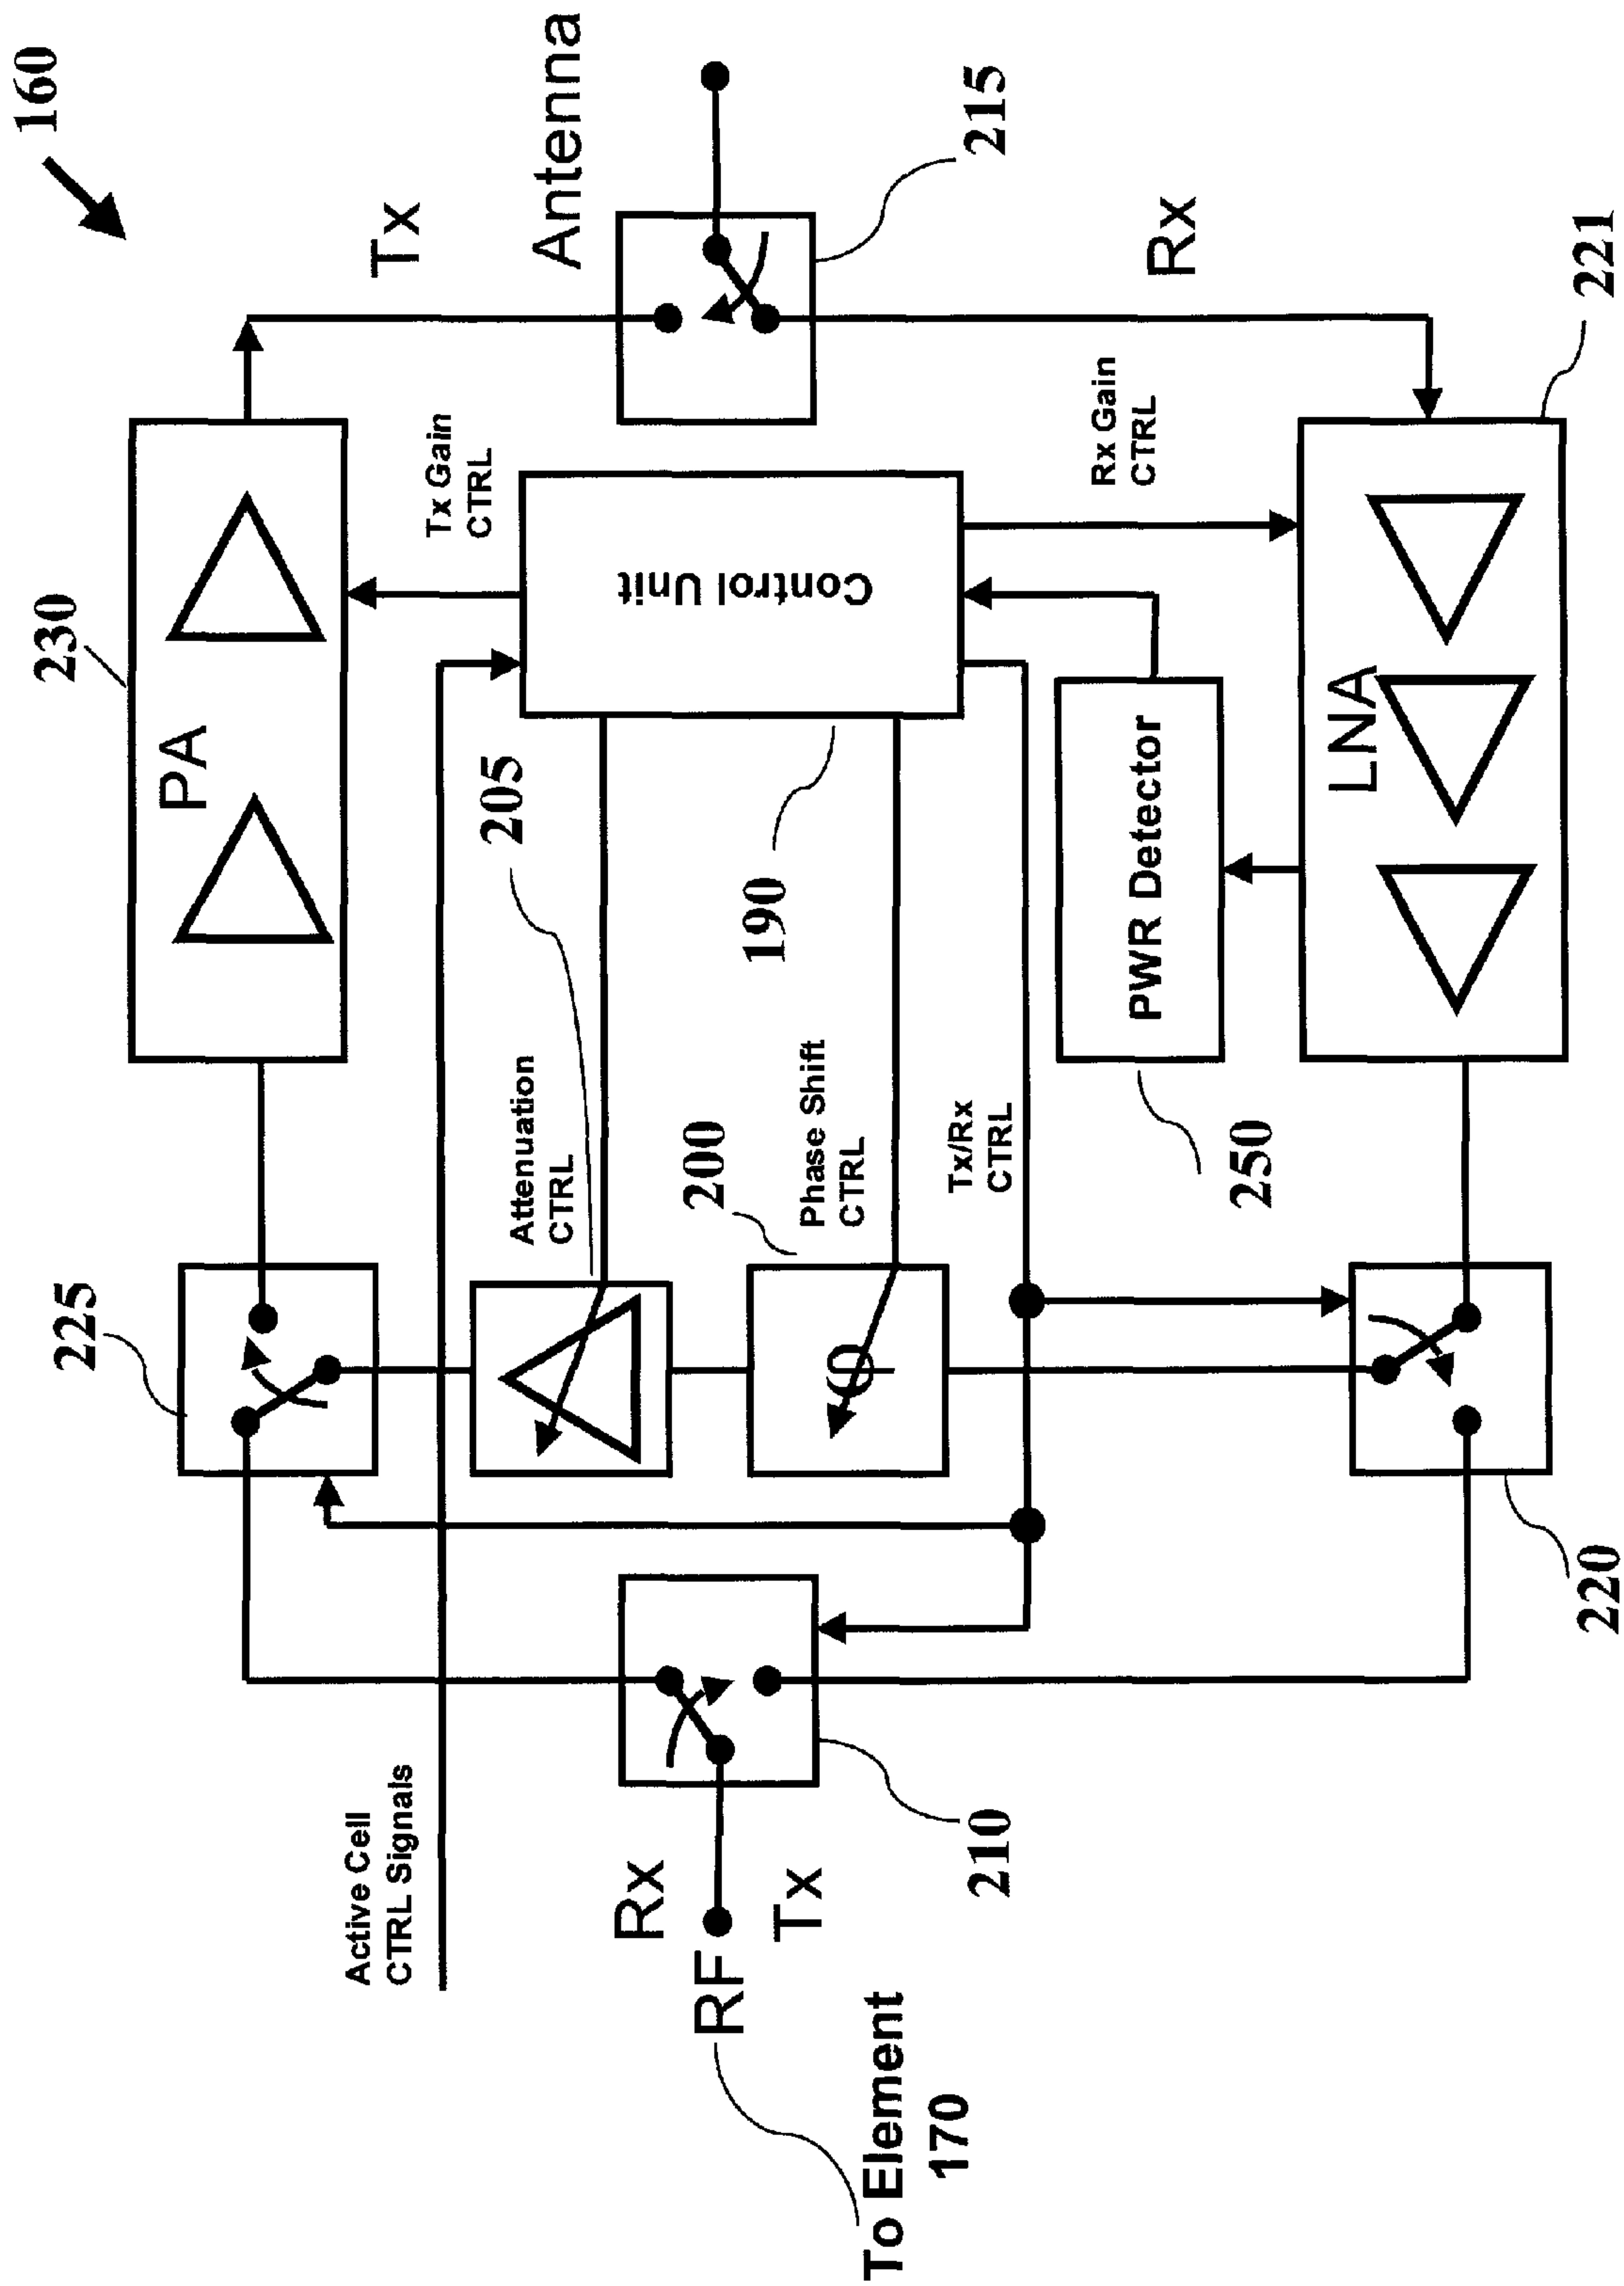 160
Tx
Antenna
215
Rx
221
230
PA
Tx Gain
CTRL
Control Unit
Rx Gain
CTRL
LNA
205
190
PWR Detector
250
225
Attenuation
CTRL
200
Phase Shift
CTRL
φ
Tx/Rx
CTRL
220
Active Cell
CTRL Signals
Rx
RF
Tx
210
To Element
170